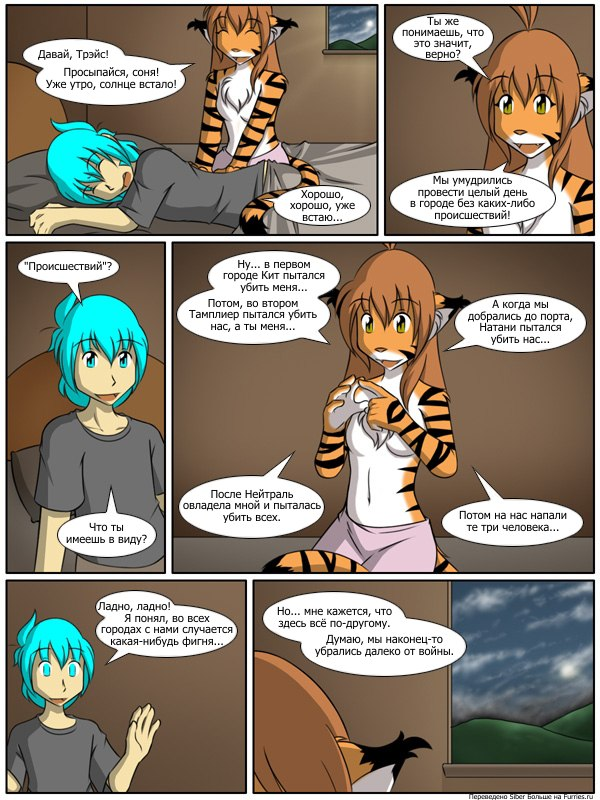 Давай, Трэйс!
Просыпайся, соня!
Уже утро, солнце встало!
Хорошо,
хорошо, уже
встаю...
Ты же
понимаешь, что
это значит,
верно?
Мы умудрились
провести целый день
в городе без каких-либо
происшествий!
"Происшествий"?
Что ты
имеешь в виду?
Ну... в первом
городе Кит пытался
убить меня...
Потом, во втором
Тамплиер пытался убить
нас, а ты меня...
А когда мы
добрались до порта,
Натани пытался
убить нас...
После Нейтраль
овладела мной и пыталась
убить всех.
Потом на нас напали
те три человека...
Ладно, ладно!
Я понял, во всех
городах с нами случается
какая-нибудь фигня...
Но... мне кажется, что
здесь всё по-другому.
Думаю, мы наконец-то
убрались далеко от войны.
Переведено Siber Больше на Furries.ru